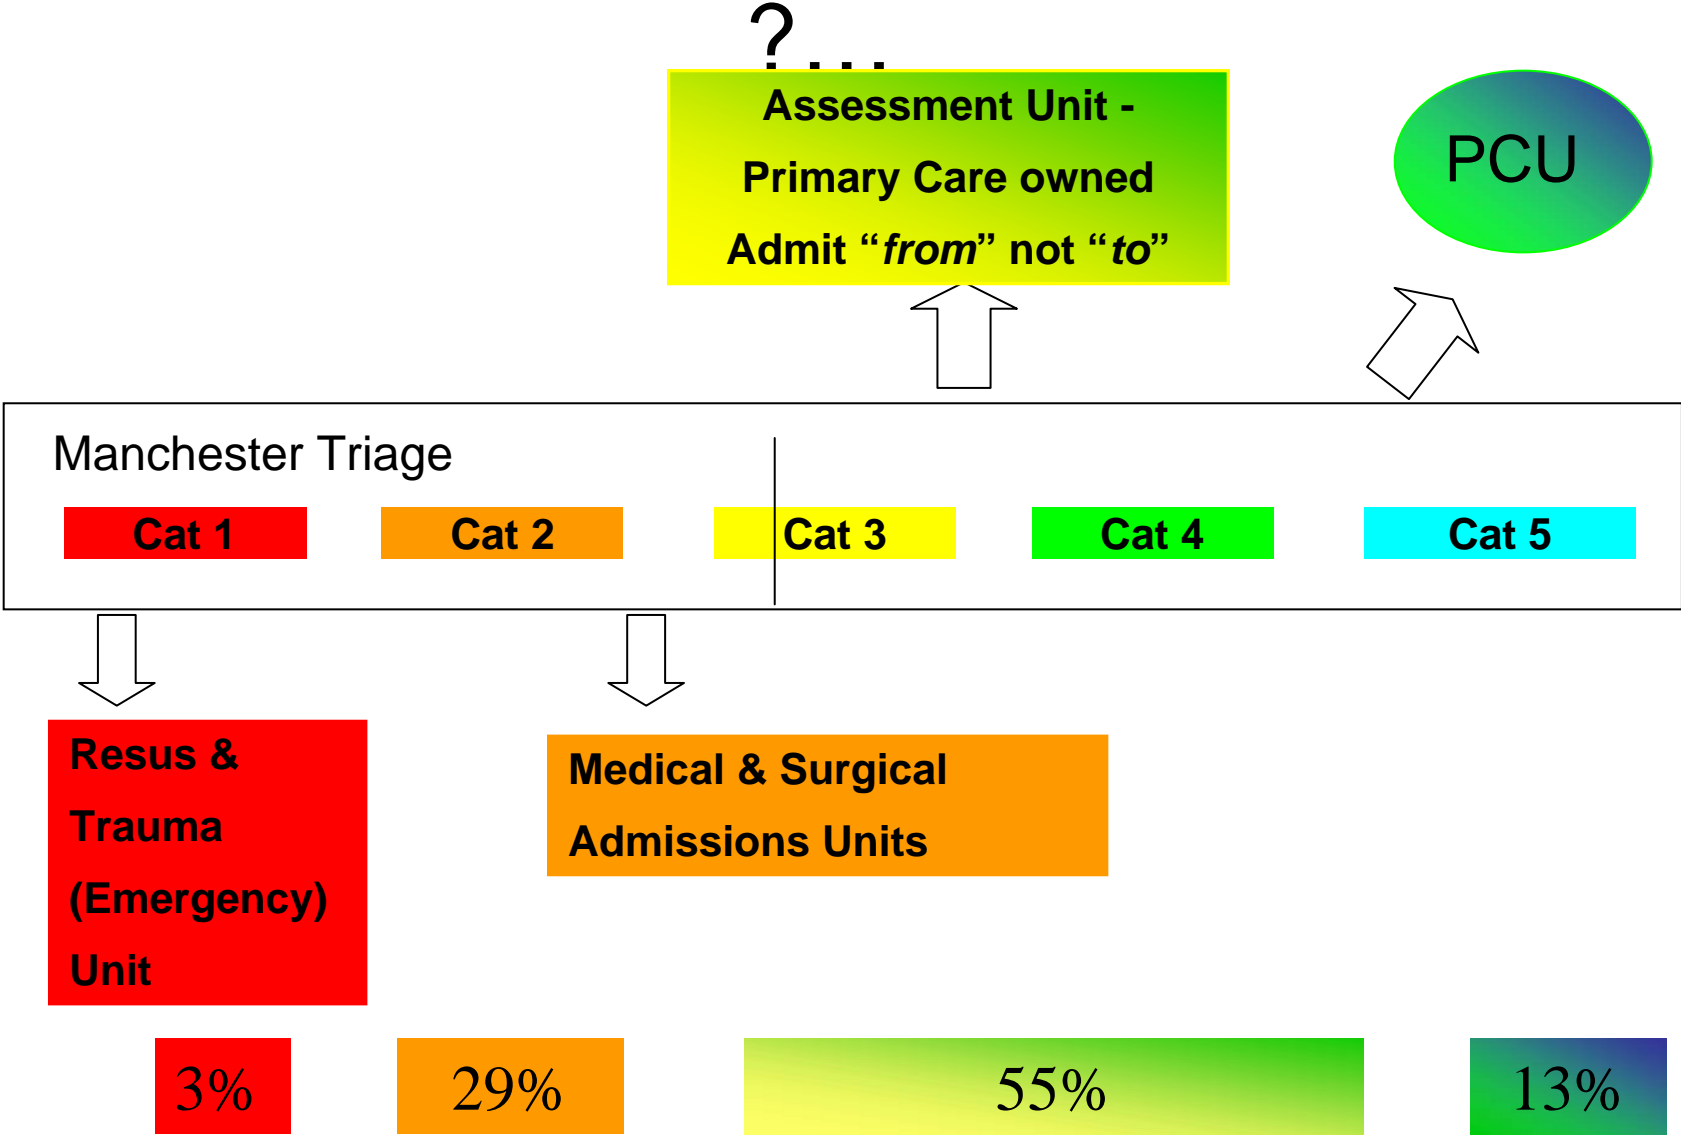 ?...
Assessment Unit -
Primary Care owned
Admit “from” not “to”
PCU
Manchester Triage
Cat 1
Cat 2
Cat 3
Cat 4
Cat 5
Resus &
Trauma
(Emergency)
Unit
Medical & Surgical
Admissions Units
3%
29%
55%
13%